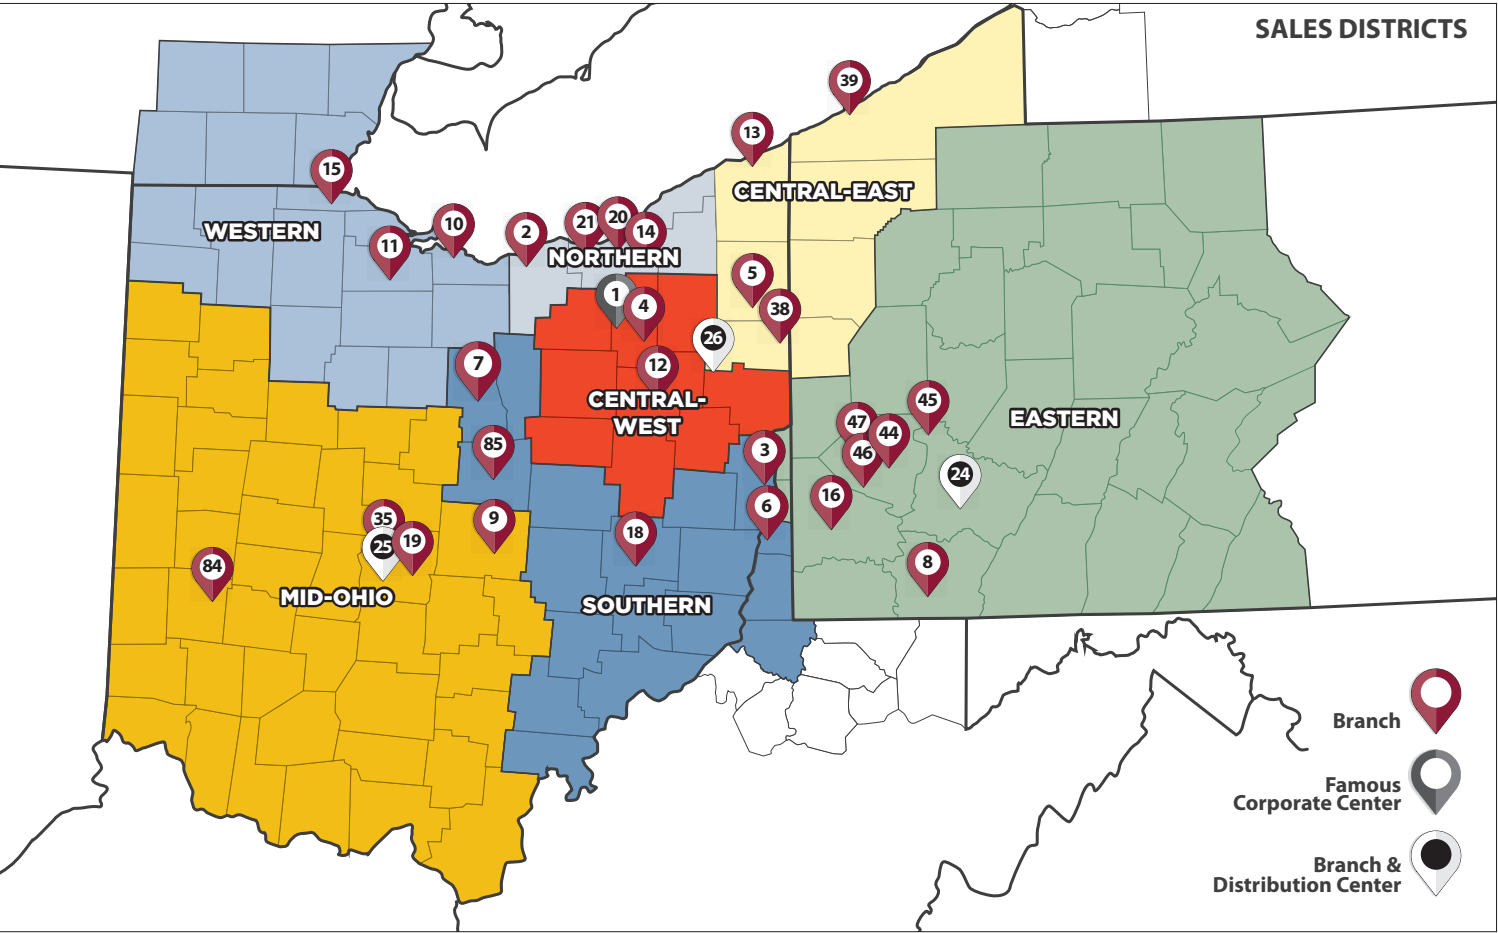 SALES DISTRICTS
39
13
15
CENTRAL-EAST
WESTERN
10
11
2
21
20
14
NORTHERN
5
1
4
38
26
7
12
CENTRAL-
WEST
45
47
44
EASTERN
85
3
46
24
16
6
35
9
25
19
18
84
8
MID-OHIO
SOUTHERN
Branch
Famous
Corporate Center
Branch &
Distribution Center